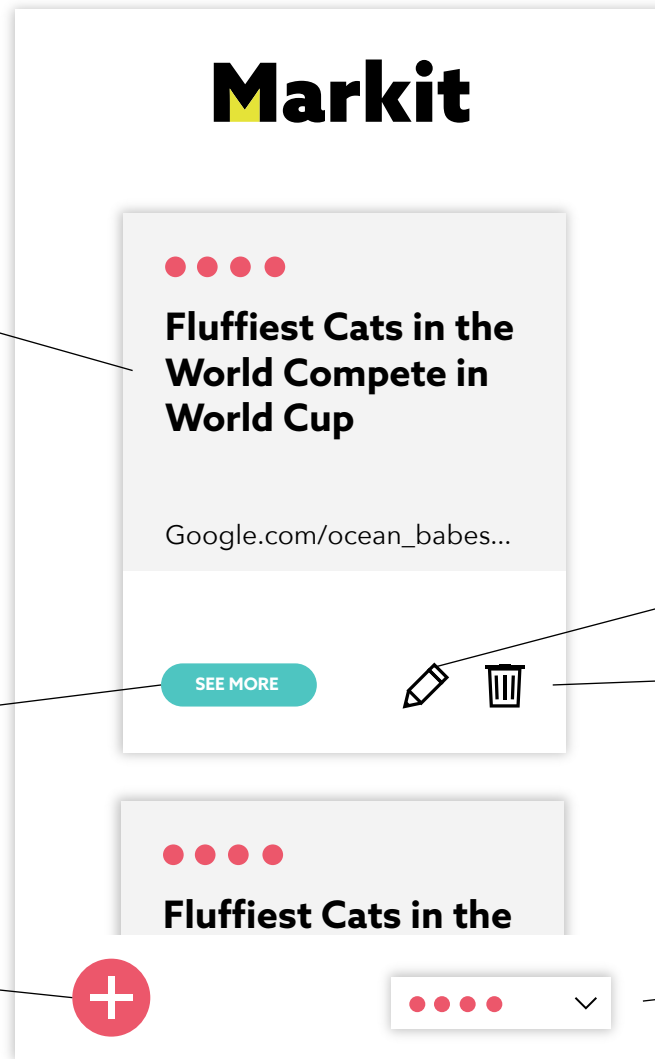 Markit
Fluffiest Cats in the
World Compete in
World Cup
Google.com/ocean_babes...
SEE MORE
Fluffiest Cats in the